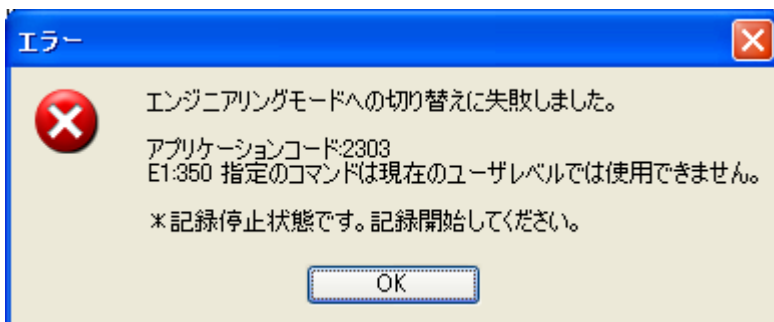 エラー
エンジニアリングモードへの切り替えに失敗しました。
アプリケーションコード:2303
E1:350 指定のコマンドは現在のユーザレベルでは使用できません。
*記録停止状態です。記録開始してください。
OK